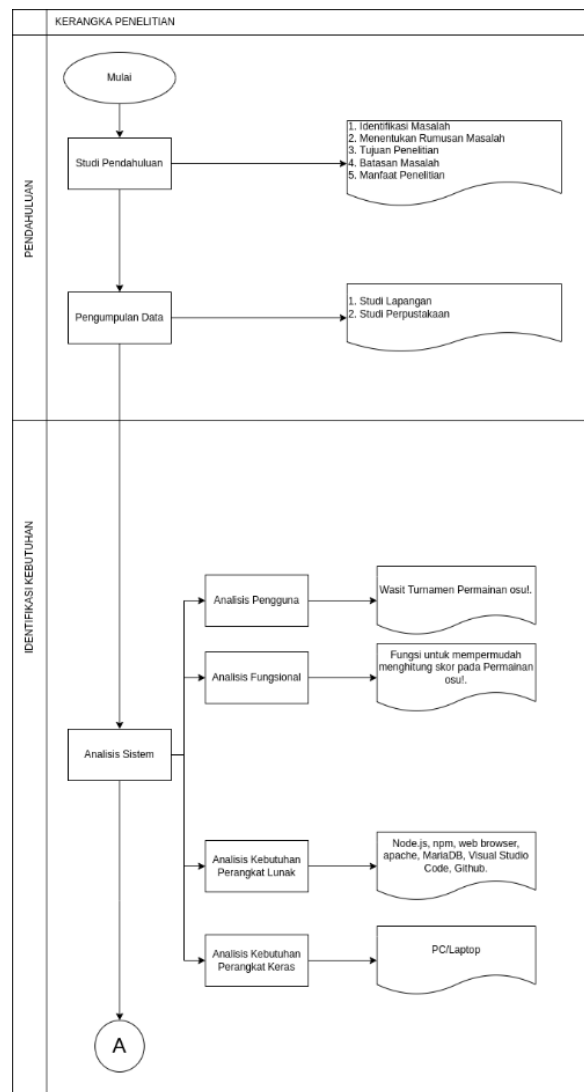 KERANGKA PENELITIAN
PENDAHULUAN
Mulai
Studi Pendahuluan
1. Identifikasi Masalah
2. Menentukan Rumusan Masalah
3. Tujuan Penelitian
4. Batasan Masalah
5. Manfaat Penelitian
Pengumpulan Data
1. Studi Lapangan
2. Studi Perpustakaan
IDENTIFIKASI KEBUTUHAN
Analisis Sistem
Analisis Pengguna
Wasit Turnamen Permainan osu!.
Analisis Fungsional
Fungsi untuk mempermudah
menghitung skor pada Permainan
osu!.
Analisis Kebutuhan
Perangkat Lunak
Node.js, npm, web browser,
apache, MariaDB, Visual Studio
Code, Github.
Analisis Kebutuhan
Perangkat Keras
PC/Laptop
A